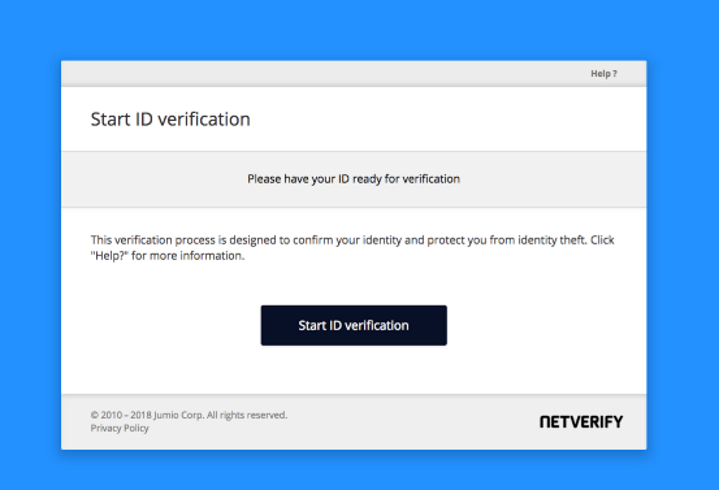 Help ?
Start ID verification
Please have your ID ready for verification
This verification process is designed to confirm your identity and protect you from identity theft. Click
"Help?" for more information.
Start ID verification
© 2010 – 2018 Jumio Corp. All rights reserved.
Privacy Policy
NETVERIFY